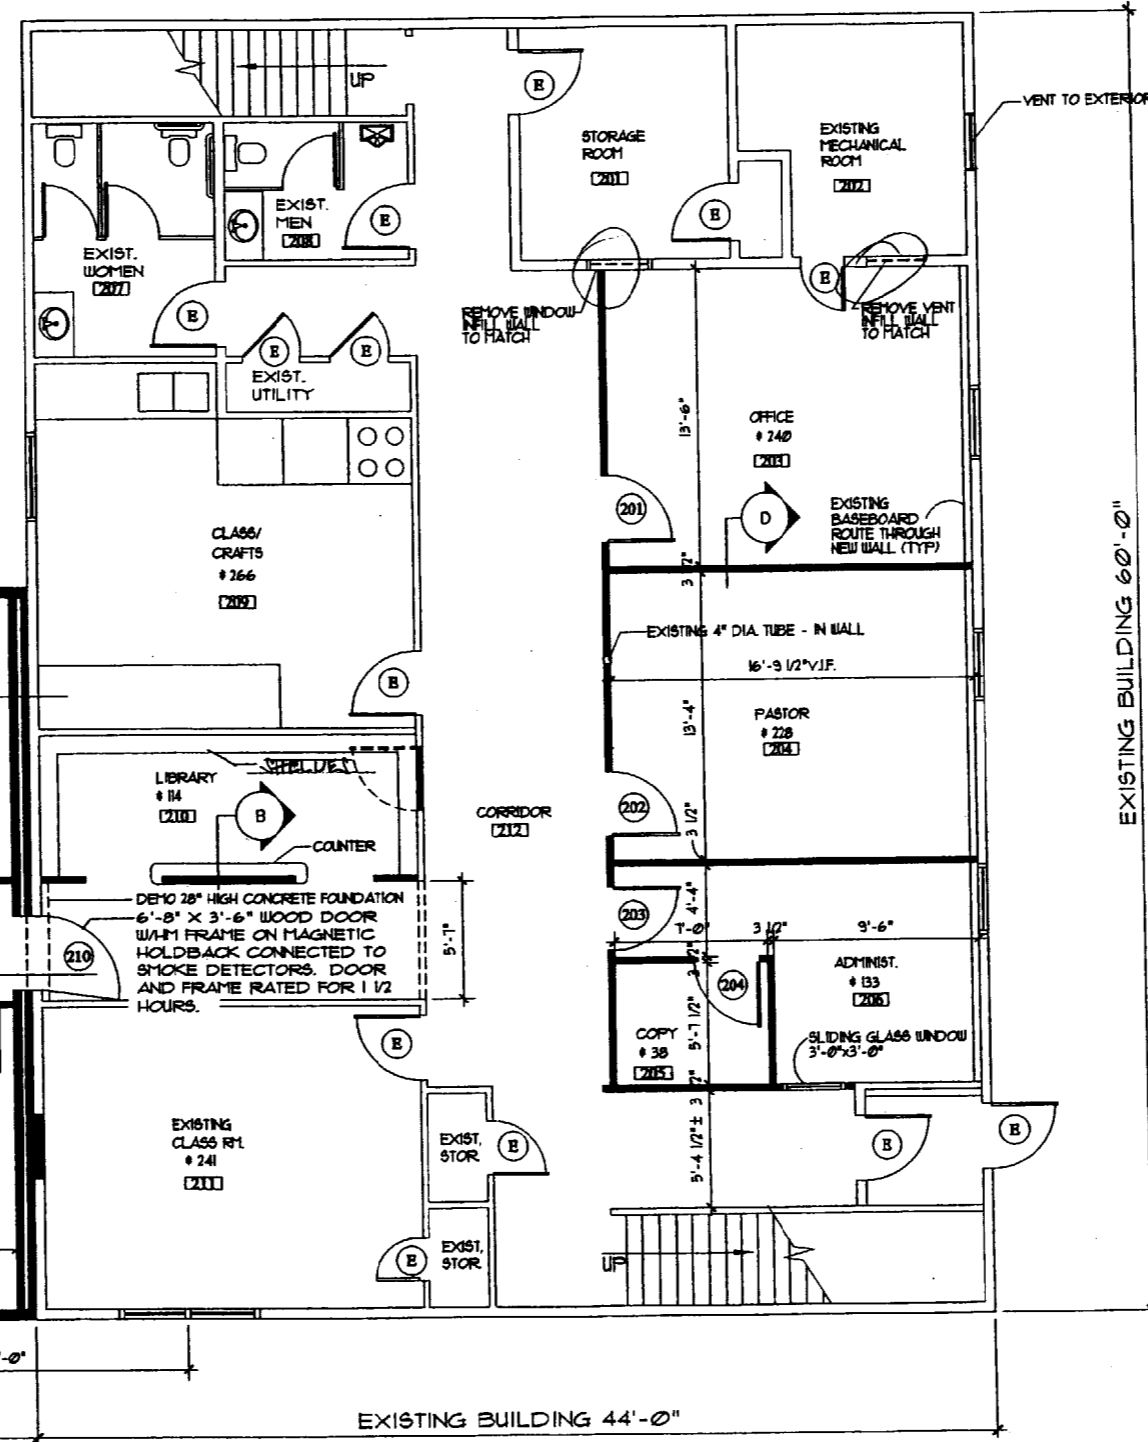 UP
E
STORAGE
ROOM
201
EXISTING
MECHANICAL
ROOM
202
VENT TO EXTERIOR
E
EXIST.
MEN
208
E
EXIST.
WOMEN
207
E
E
E
EXIST.
UTILITY
REMOVE WINDOW
INFILL WALL
TO MATCH
E
REMOVE VENT
INFILL WALL
TO MATCH
13'-6"
OFFICE
# 240
203
201
D
EXISTING
BASEBOARD
ROUTE THROUGH
NEW WALL (TYP)
3 1/2"
CLASS/
CRAFTS
# 266
209
E
EXISTING 4" DIA. TUBE - IN WALL
16'-9 1/2" V.I.F.
13'-4"
PASTOR
# 228
204
202
3 1/2"
EXISTING BUILDING 60'-0"
SHELVES
LIBRARY
# 114
210
B
COUNTER
CORRIDOR
212
DEMO 28" HIGH CONCRETE FOUNDATION
6'-8" X 3'-6" WOOD DOOR
W/HM FRAME ON MAGNETIC
HOLDBACK CONNECTED TO
SMOKE DETECTORS. DOOR
AND FRAME RATED FOR 1 1/2
HOURS.
210
5'-7"
203
4'-4"
7'-0"
3 1/2"
9'-6"
204
ADMINIST.
# 133
206
COPY
# 38
205
5'-7 1/2"
SLIDING GLASS WINDOW
3'-0"x3'-0"
E
EXISTING
CLASS RM.
# 241
211
EXIST.
STOR
E
3 1/2"
5'-4 1/2" ±
E
E
E
EXIST.
STOR
UP
'-0"
EXISTING BUILDING 44'-0"